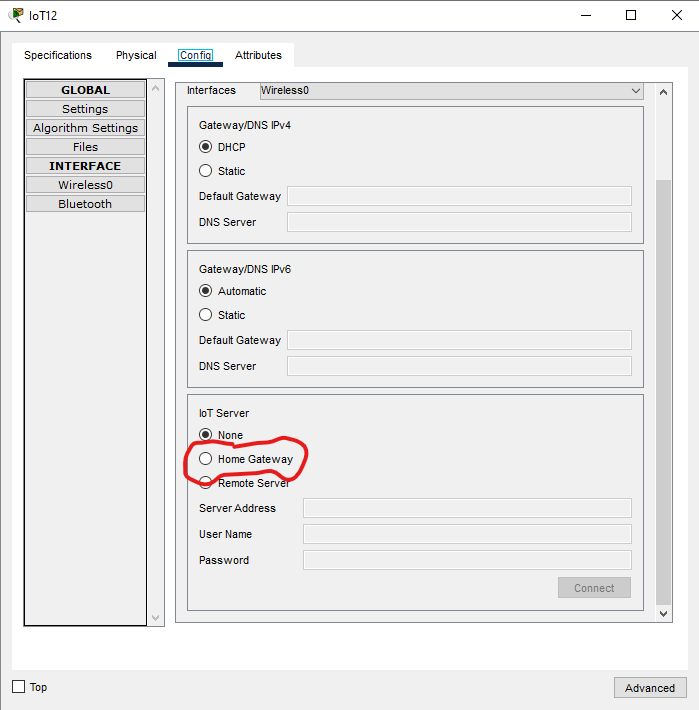 IoT12
Specifications Physical Config Attributes
GLOBAL
Settings
Algorithm Settings
Files
INTERFACE
Wireless0
Bluetooth
Interfaces Wireless0
Gateway/DNS IPv4
DHCP
Static
Default Gateway
DNS Server
Gateway/DNS IPv6
Automatic
Static
Default Gateway
DNS Server
IoT Server
None
Home Gateway
Remote Server
Server Address
User Name
Password
Connect
Top
Advanced